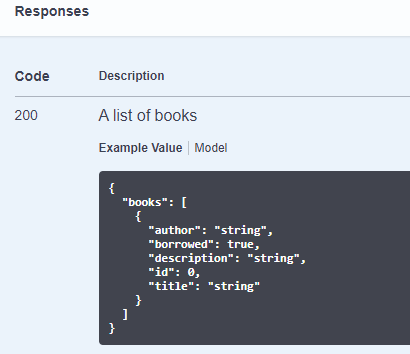 Responses
Code Description
200 A list of books
Example Value Model
{
  "books": [
    {
      "author": "string",
      "borrowed": true,
      "description": "string",
      "id": 0,
      "title": "string"
    }
  ]
}